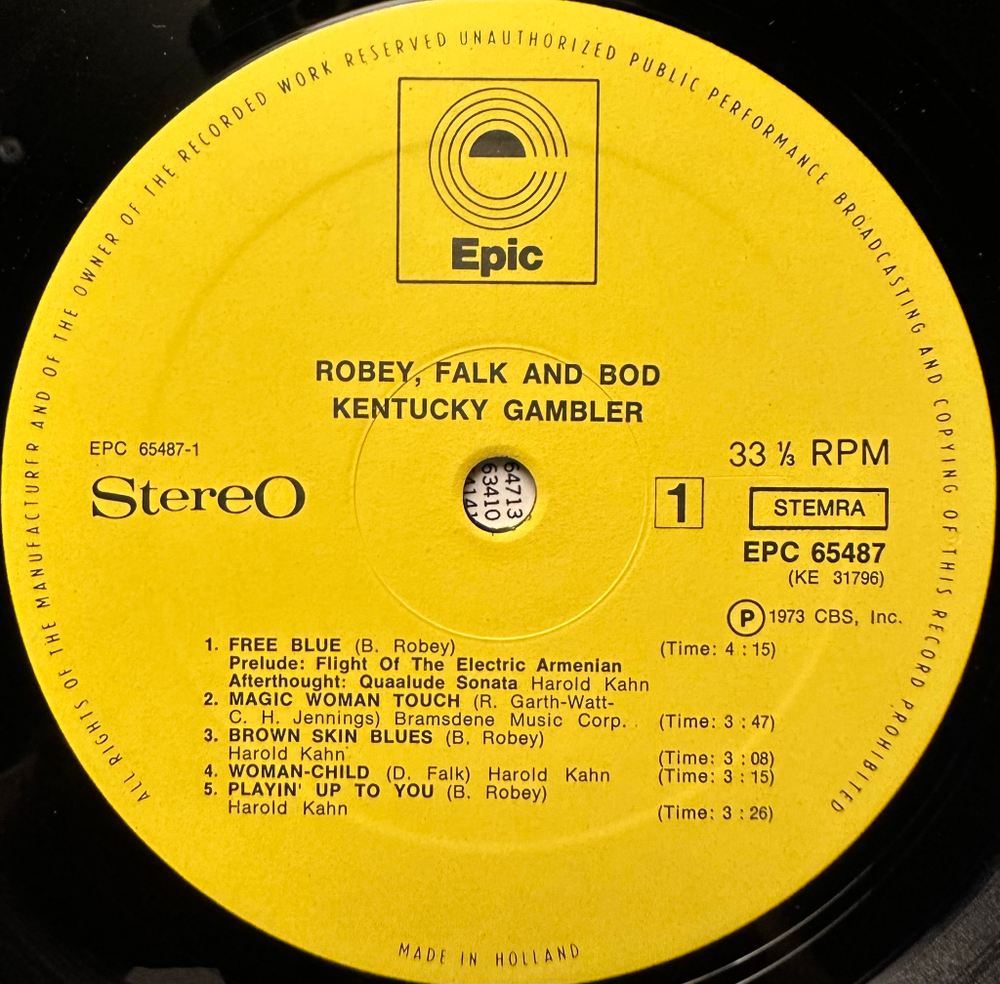 ALL RIGHTS OF THE MANUFACTURER AND OF THE OWNER OF THE RECORDED WORK RESERVED UNAUTHORIZED PUBLIC PERFORMANCE BROADCASTING AND COPYING OF THIS RECORD PROHIBITED
Epic
ROBEY, FALK AND BOD
KENTUCKY GAMBLER
EPC 65487-1
StereO
33 ⅓ RPM
1
STEMRA
EPC 65487
(KE 31796)
Ⓟ 1973 CBS, Inc.
64713
63410
1. FREE BLUE (B. Robey) (Time: 4 : 15)
Prelude: Flight Of The Electric Armenian
Afterthought: Quaalude Sonata Harold Kahn
2. MAGIC WOMAN TOUCH (R. Garth-Watt-
C. H. Jennings) Bramsdene Music Corp. (Time: 3 : 47)
3. BROWN SKIN BLUES (B. Robey)
Harold Kahn (Time: 3 : 08)
4. WOMAN-CHILD (D. Falk) Harold Kahn (Time: 3 : 15)
5. PLAYIN' UP TO YOU (B. Robey)
Harold Kahn (Time: 3 : 26)
MADE IN HOLLAND